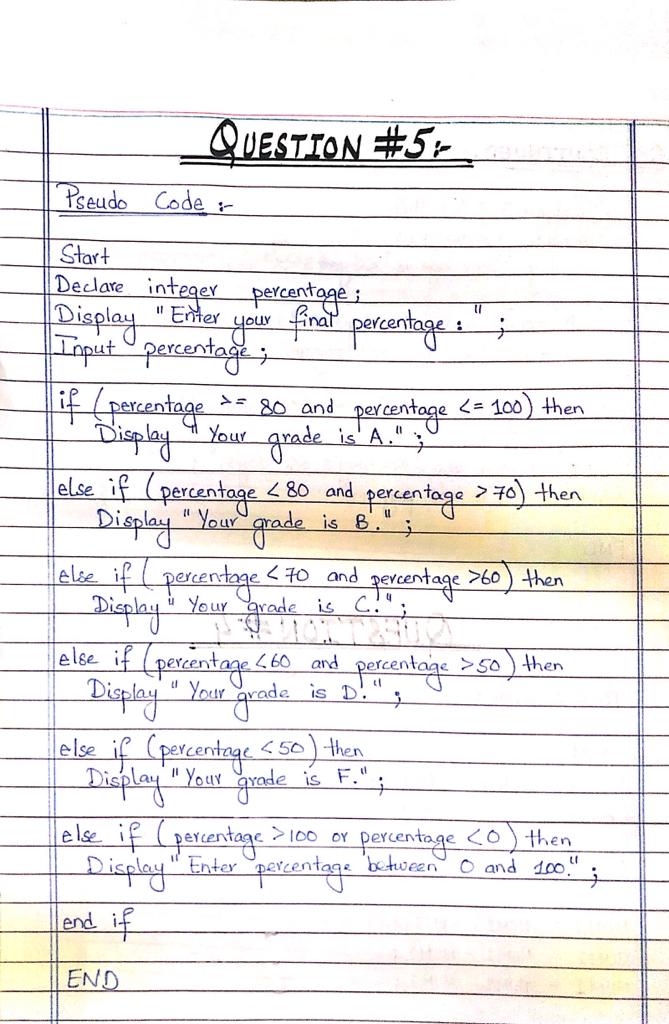 QUESTION #5:-
Pseudo Code :-
Start
Declare integer percentage;
Display "Enter your final percentage : " ;
Input percentage;
if (percentage >= 80 and percentage <= 100) then
Display "Your grade is A." ;
else if (percentage < 80 and percentage > 70) then
Display "Your grade is B." ;
else if ( percentage < 70 and percentage >60) then
Display "Your grade is C." ;
else if (percentage <60 and percentage >50) then
Display "Your grade is D." ;
else if (percentage <50) then
Display "Your grade is F." ;
else if ( percentage >100 or percentage <0) then
Display "Enter percentage between 0 and 100." ;
end if
END